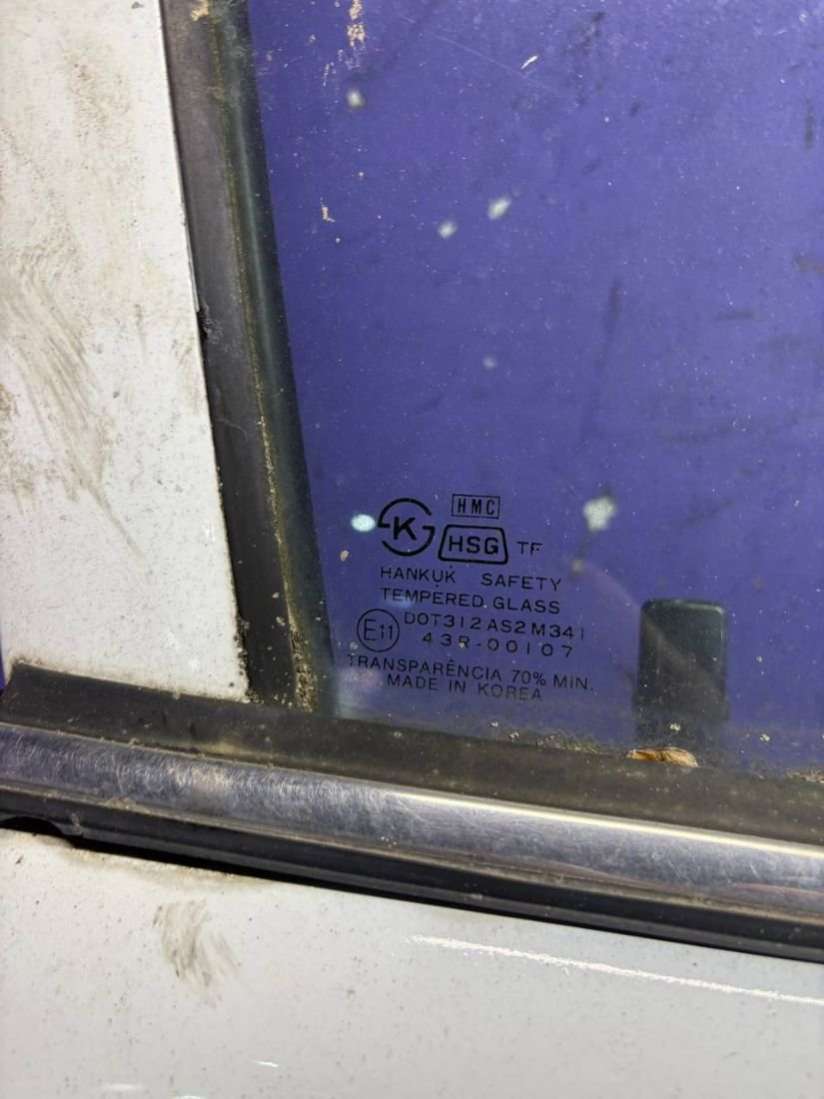 HMC
K
HSG TF
HANKUK SAFETY
TEMPERED GLASS
E11 DOT312 AS2 M341
43R-00107
TRANSPARÊNCIA 70% MIN.
MADE IN KOREA